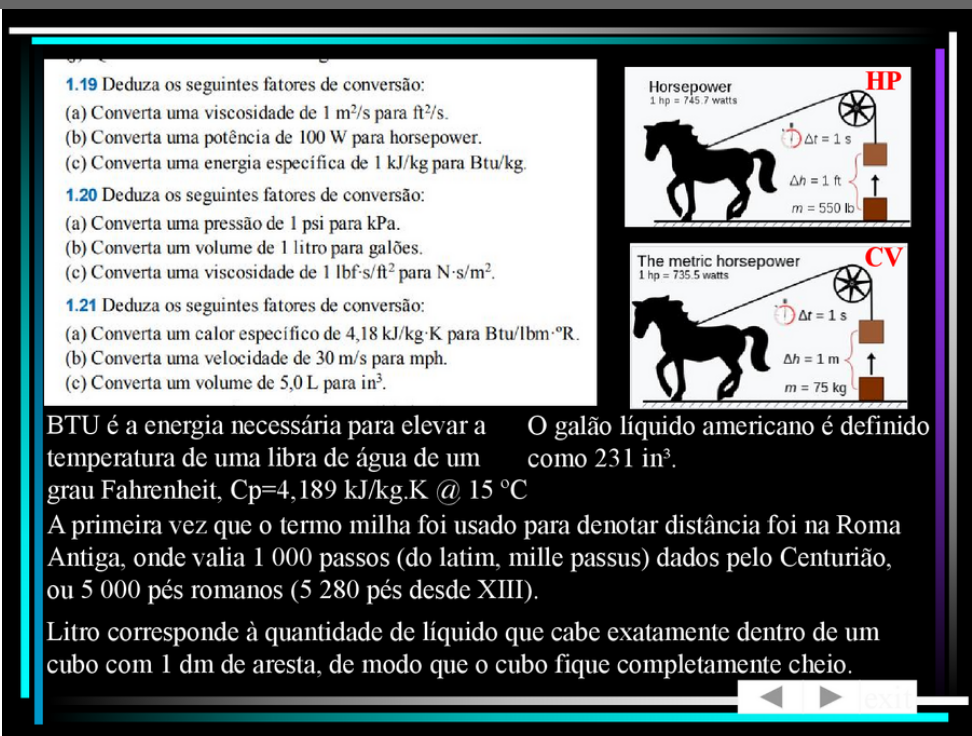 1.19 Deduza os seguintes fatores de conversão:
(a) Converta uma viscosidade de 1 m²/s para ft²/s.
(b) Converta uma potência de 100 W para horsepower.
(c) Converta uma energia específica de 1 kJ/kg para Btu/kg.
1.20 Deduza os seguintes fatores de conversão:
(a) Converta uma pressão de 1 psi para kPa.
(b) Converta um volume de 1 litro para galões.
(c) Converta uma viscosidade de 1 lbf·s/ft² para N·s/m².
1.21 Deduza os seguintes fatores de conversão:
(a) Converta um calor específico de 4,18 kJ/kg·K para Btu/lbm·ºR.
(b) Converta uma velocidade de 30 m/s para mph.
(c) Converta um volume de 5,0 L para in³.
Horsepower
HP
1 hp = 745.7 watts
Δt = 1 s
Δh = 1 ft
m = 550 lb
The metric horsepower
CV
1 hp = 735.5 watts
Δt = 1 s
Δh = 1 m
m = 75 kg
BTU é a energia necessária para elevar a
temperatura de uma libra de água de um
grau Fahrenheit, Cp=4,189 kJ/kg.K @ 15 ºC
O galão líquido americano é definido
como 231 in³.
A primeira vez que o termo milha foi usado para denotar distância foi na Roma
Antiga, onde valia 1 000 passos (do latim, mille passus) dados pelo Centurião,
ou 5 000 pés romanos (5 280 pés desde XIII).
Litro corresponde à quantidade de líquido que cabe exatamente dentro de um
cubo com 1 dm de aresta, de modo que o cubo fique completamente cheio.
exit